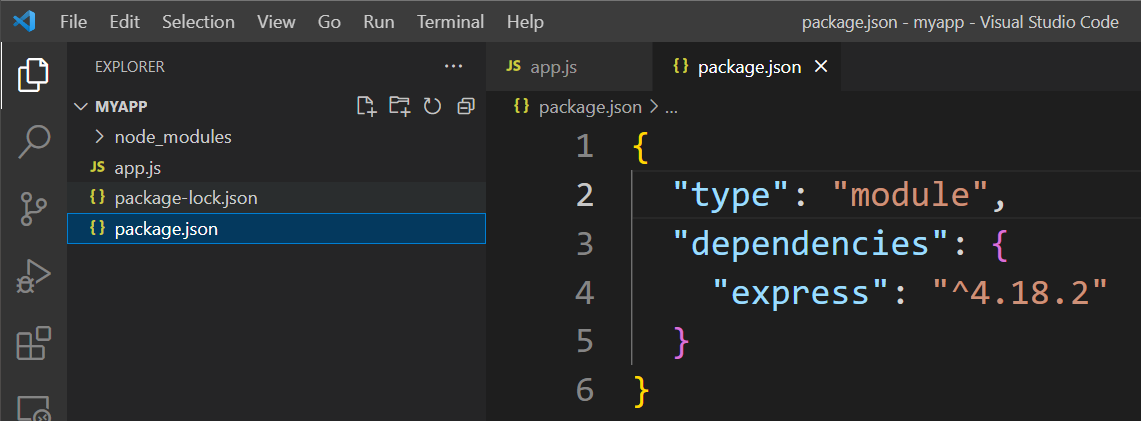 File Edit Selection View Go Run Terminal Help package.json - myapp - Visual Studio Code
EXPLORER ...
MYAPP
node_modules
JS app.js
{} package-lock.json
{} package.json
JS app.js {} package.json ×
{} package.json > ...
1 {
2 "type": "module",
3 "dependencies": {
4 "express": "^4.18.2"
5 }
6 }